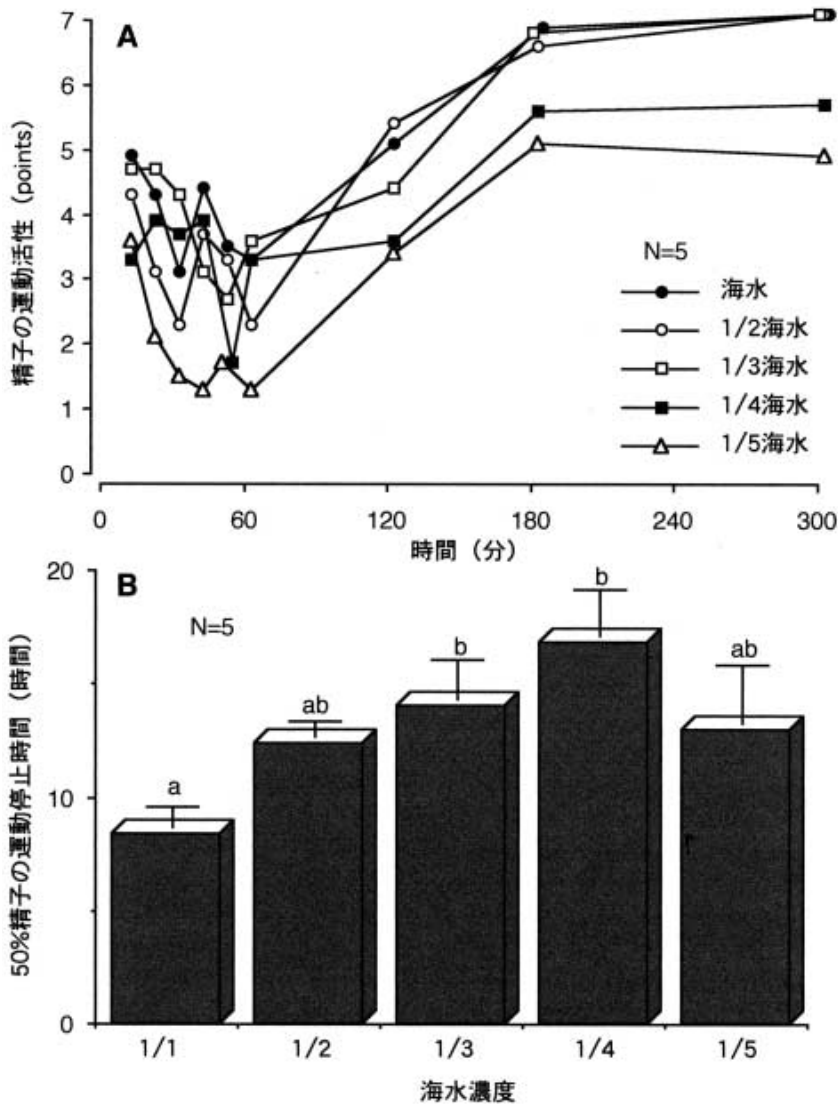 A
精子の運動活性（points）
7
6
5
4
3
2
1
0
N=5
海水
1/2海水
1/3海水
1/4海水
1/5海水
0 60 120 180 240 300
時間（分）
B
50%精子の運動停止時間（時間）
20
10
0
N=5
a ab b b ab
1/1 1/2 1/3 1/4 1/5
海水濃度